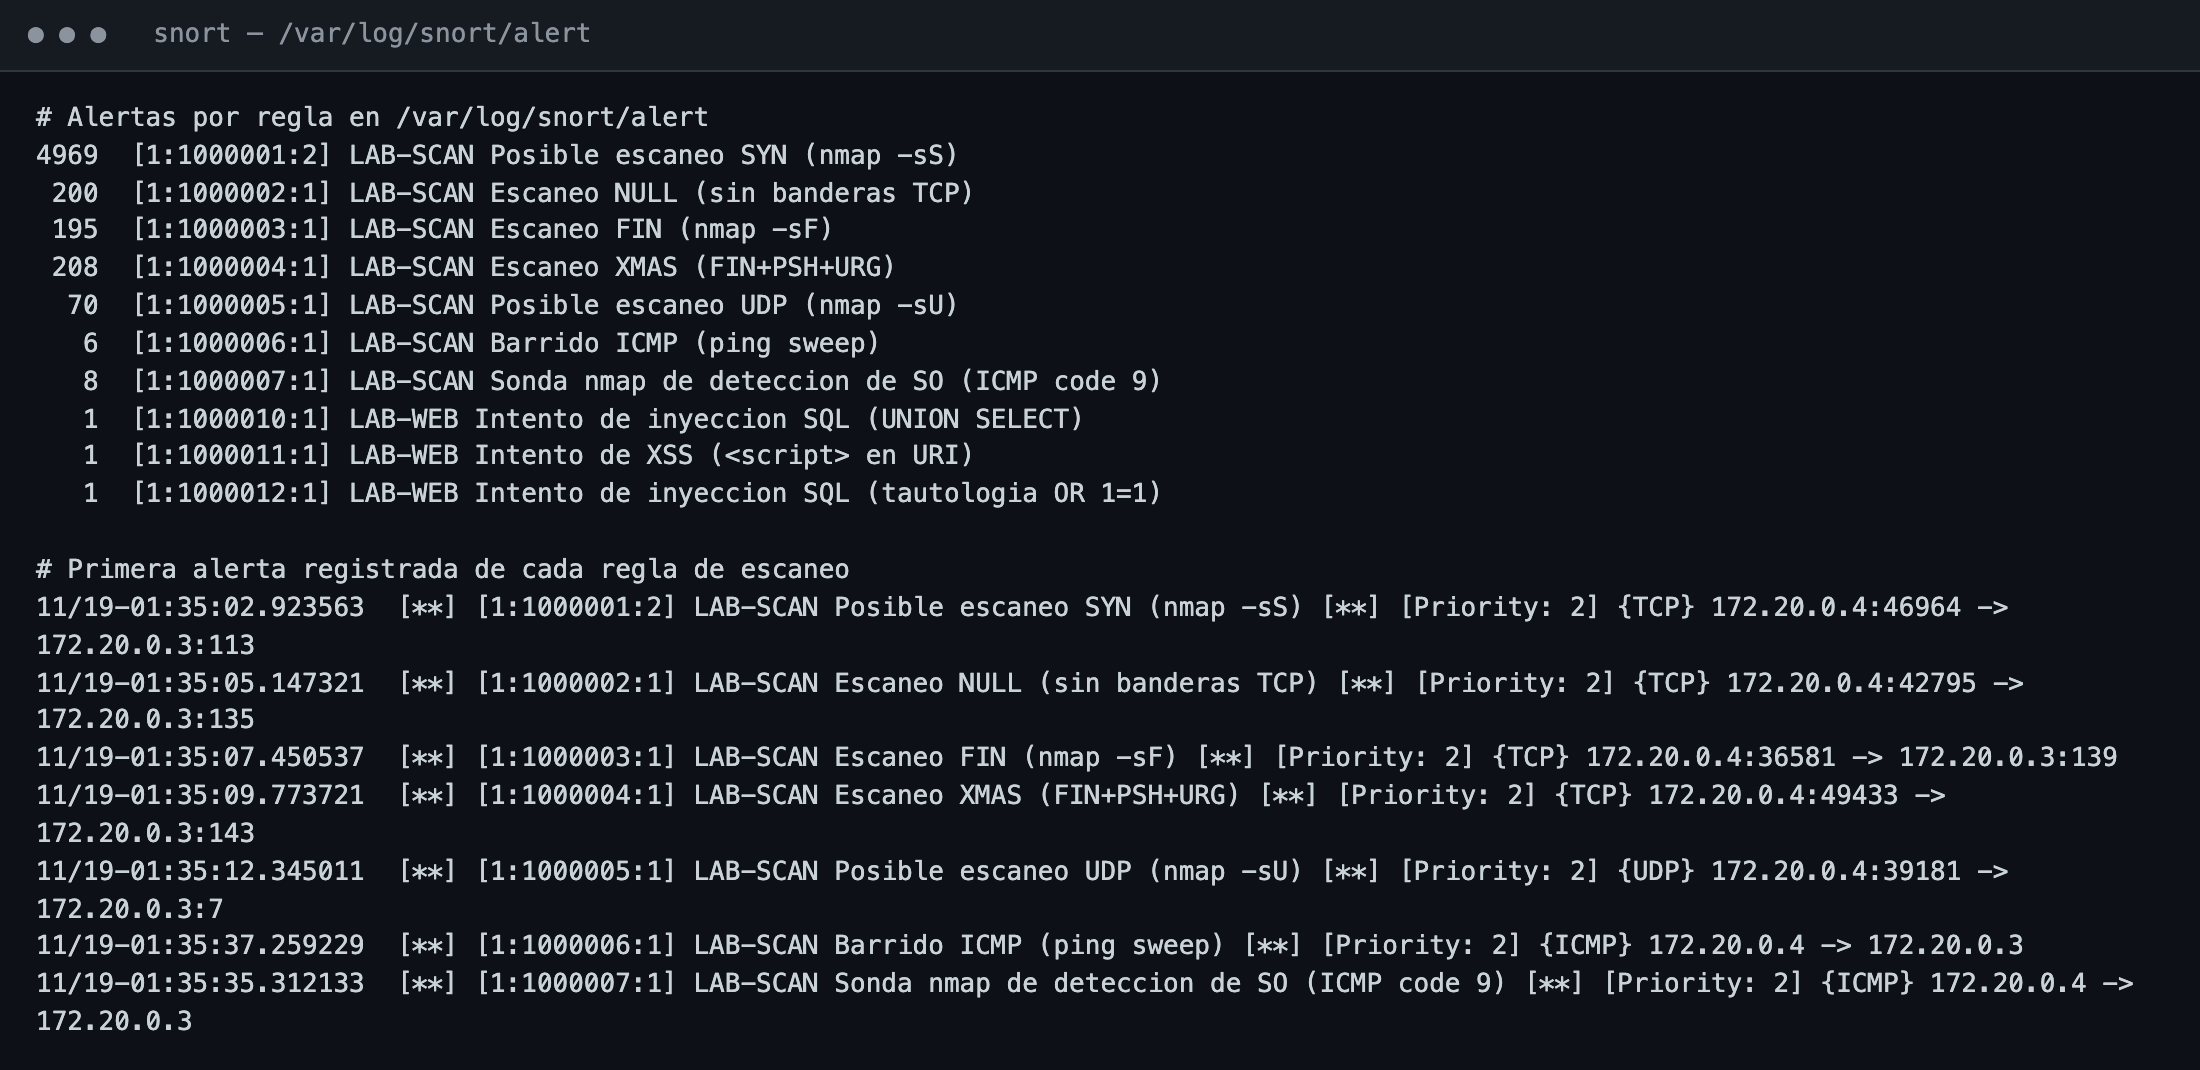 snort — /var/log/snort/alert
# Alertas por regla en /var/log/snort/alert
4969  [1:1000001:2] LAB-SCAN Posible escaneo SYN (nmap -sS)
 200  [1:1000002:1] LAB-SCAN Escaneo NULL (sin banderas TCP)
 195  [1:1000003:1] LAB-SCAN Escaneo FIN (nmap -sF)
 208  [1:1000004:1] LAB-SCAN Escaneo XMAS (FIN+PSH+URG)
  70  [1:1000005:1] LAB-SCAN Posible escaneo UDP (nmap -sU)
   6  [1:1000006:1] LAB-SCAN Barrido ICMP (ping sweep)
   8  [1:1000007:1] LAB-SCAN Sonda nmap de deteccion de SO (ICMP code 9)
   1  [1:1000010:1] LAB-WEB Intento de inyeccion SQL (UNION SELECT)
   1  [1:1000011:1] LAB-WEB Intento de XSS (<script> en URI)
   1  [1:1000012:1] LAB-WEB Intento de inyeccion SQL (tautologia OR 1=1)
# Primera alerta registrada de cada regla de escaneo
11/19-01:35:02.923563  [**] [1:1000001:2] LAB-SCAN Posible escaneo SYN (nmap -sS) [**] [Priority: 2] {TCP} 172.20.0.4:46964 ->
172.20.0.3:113
11/19-01:35:05.147321  [**] [1:1000002:1] LAB-SCAN Escaneo NULL (sin banderas TCP) [**] [Priority: 2] {TCP} 172.20.0.4:42795 ->
172.20.0.3:135
11/19-01:35:07.450537  [**] [1:1000003:1] LAB-SCAN Escaneo FIN (nmap -sF) [**] [Priority: 2] {TCP} 172.20.0.4:36581 -> 172.20.0.3:139
11/19-01:35:09.773721  [**] [1:1000004:1] LAB-SCAN Escaneo XMAS (FIN+PSH+URG) [**] [Priority: 2] {TCP} 172.20.0.4:49433 ->
172.20.0.3:143
11/19-01:35:12.345011  [**] [1:1000005:1] LAB-SCAN Posible escaneo UDP (nmap -sU) [**] [Priority: 2] {UDP} 172.20.0.4:39181 ->
172.20.0.3:7
11/19-01:35:37.259229  [**] [1:1000006:1] LAB-SCAN Barrido ICMP (ping sweep) [**] [Priority: 2] {ICMP} 172.20.0.4 -> 172.20.0.3
11/19-01:35:35.312133  [**] [1:1000007:1] LAB-SCAN Sonda nmap de deteccion de SO (ICMP code 9) [**] [Priority: 2] {ICMP} 172.20.0.4 ->
172.20.0.3